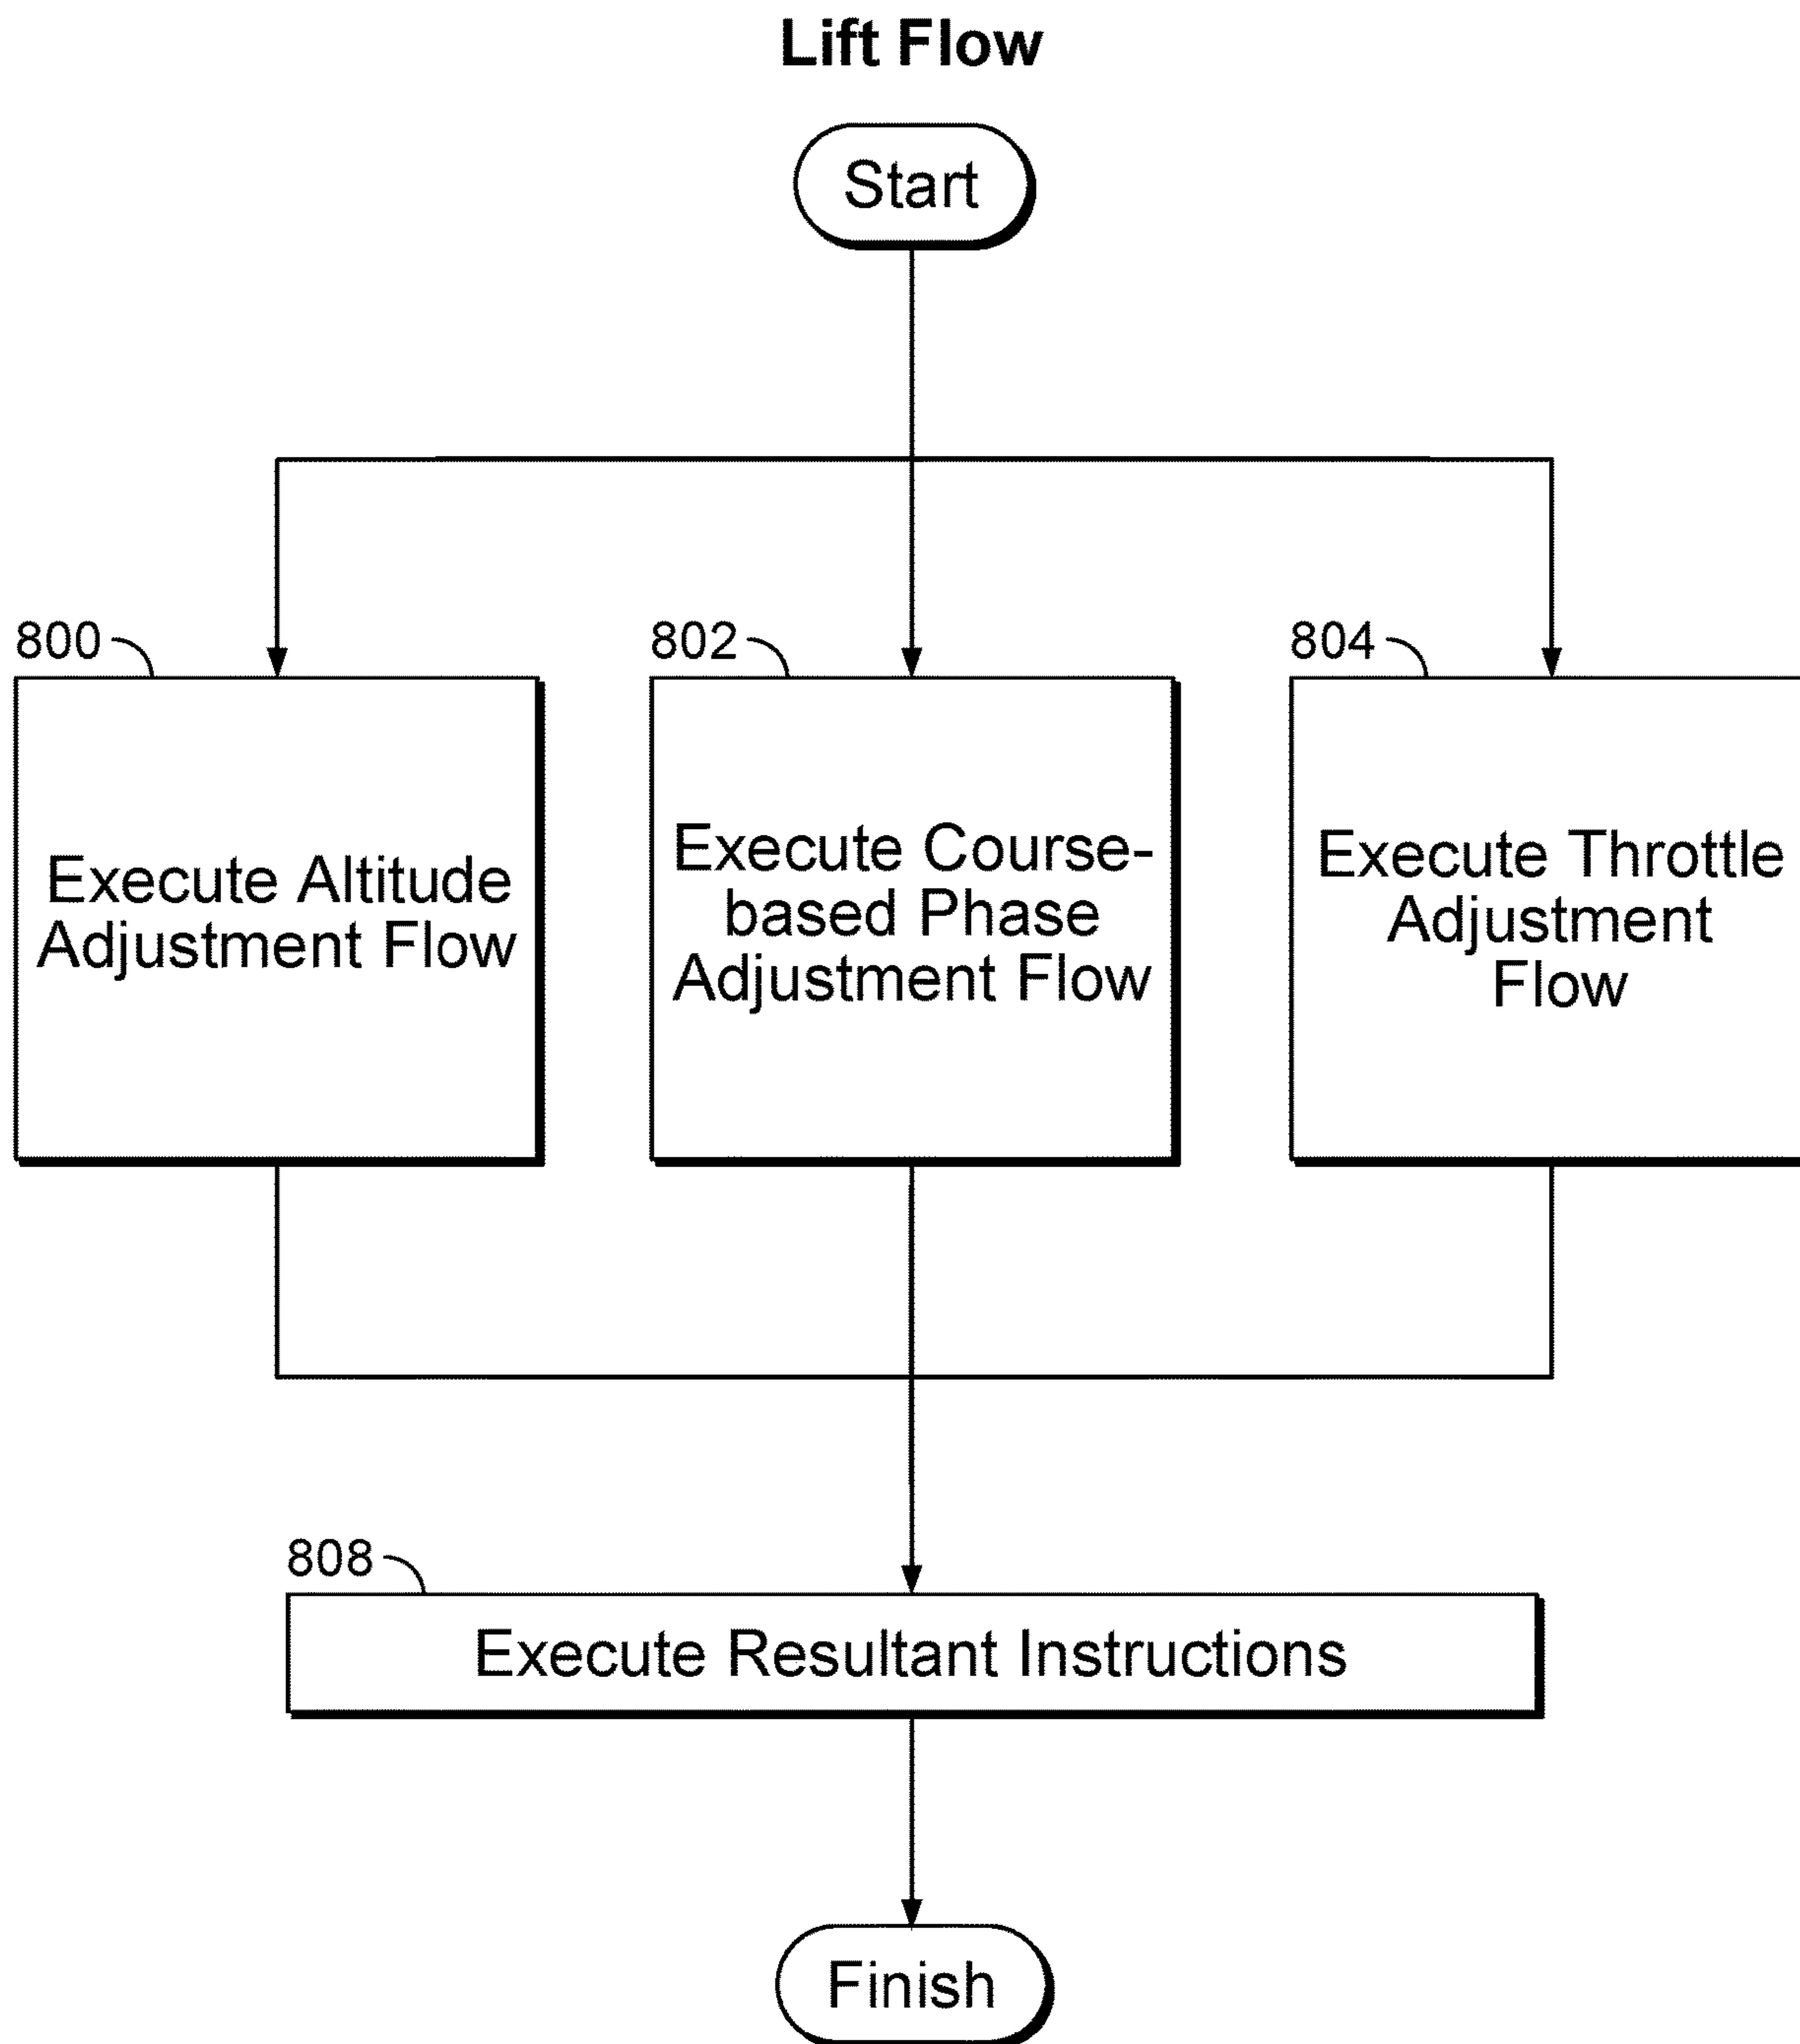 Lift Flow
Start
800
Execute Altitude
Adjustment Flow
802
Execute Course-
based Phase
Adjustment Flow
804
Execute Throttle
Adjustment
Flow
808
Execute Resultant Instructions
Finish